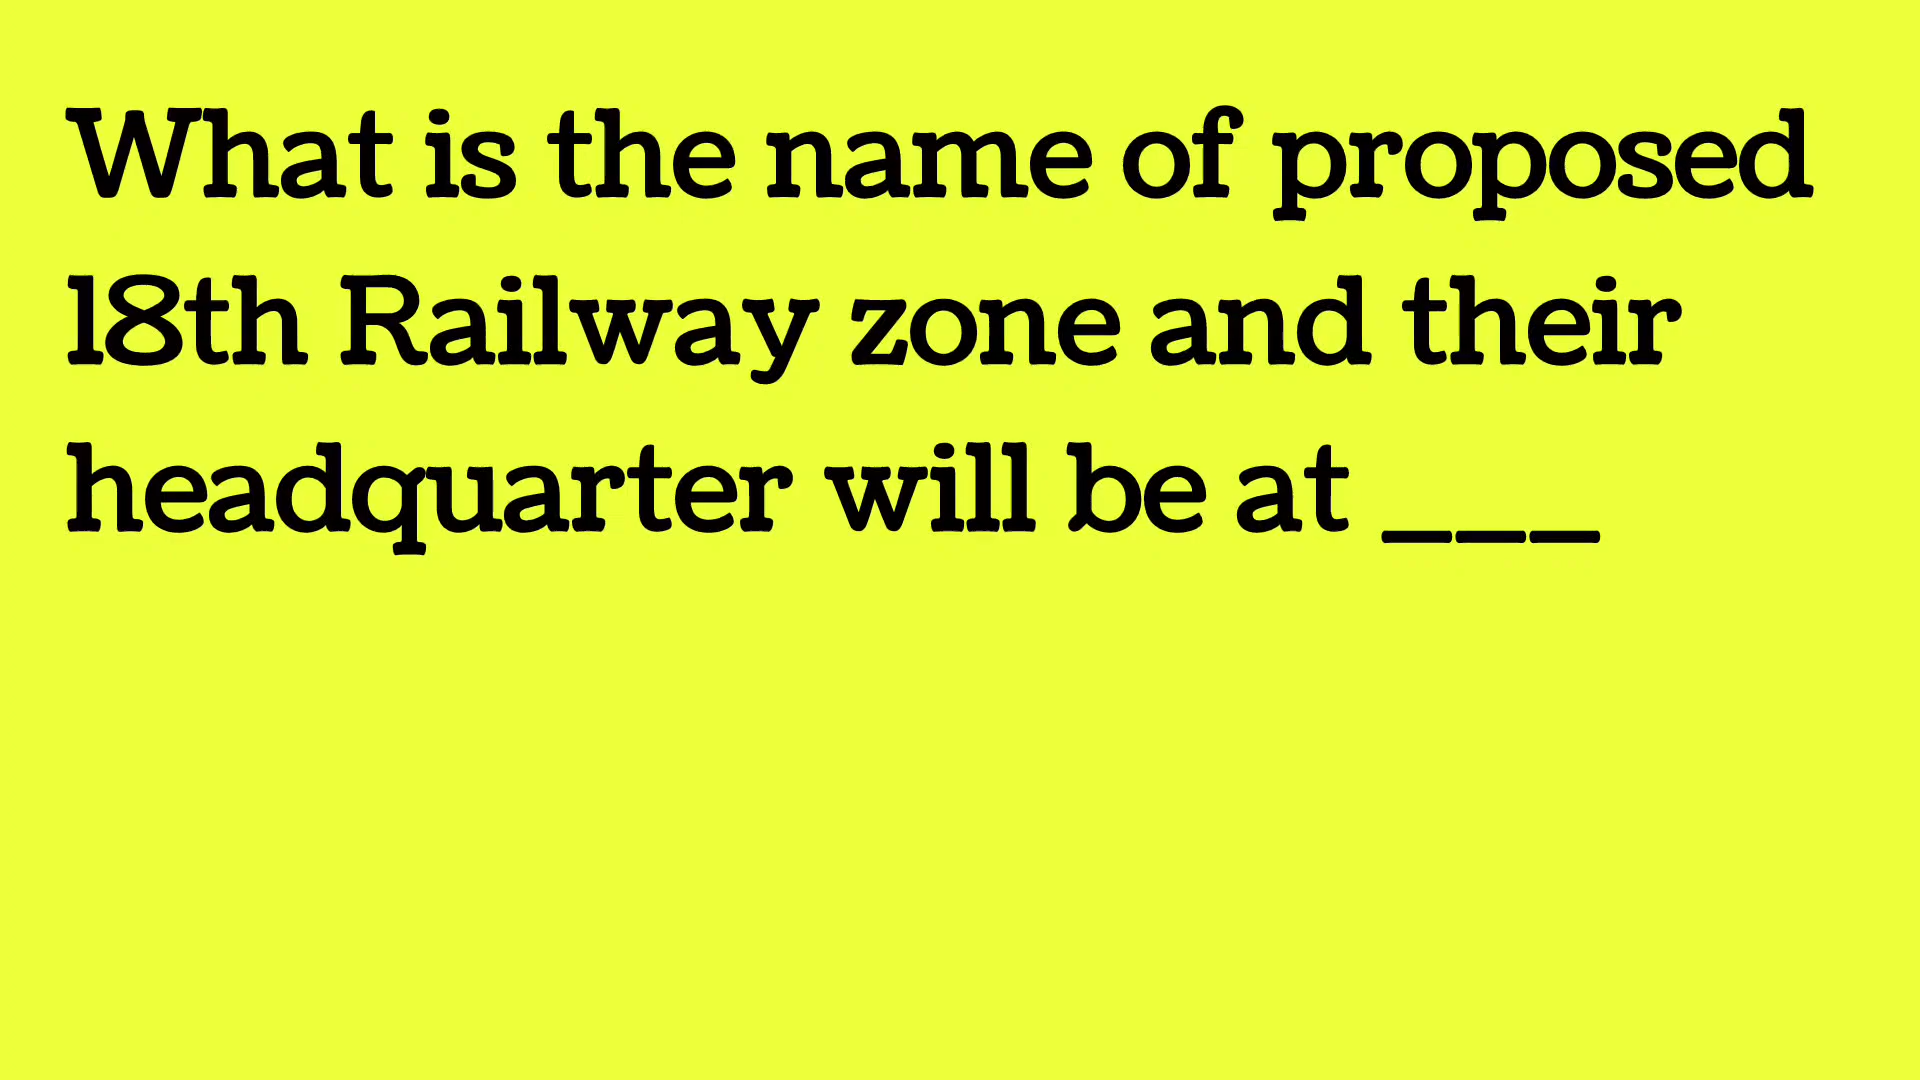 What is the name of proposed
18th Railway zone and their
headquarter will be at ___